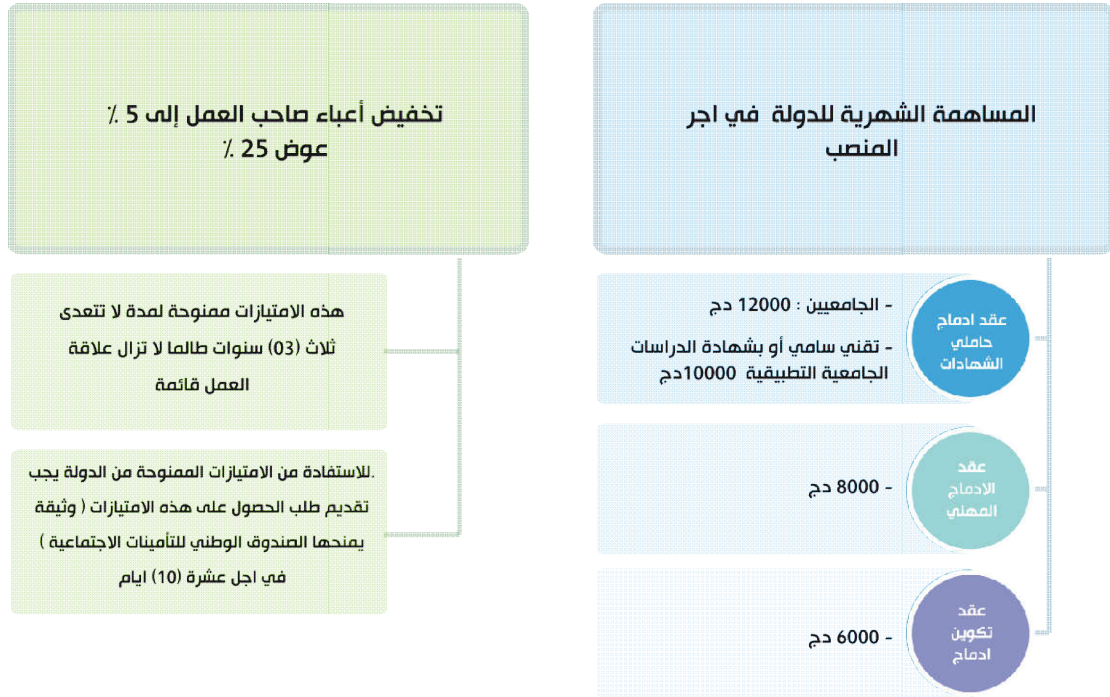 المساهمة الشهرية للدولة في اجر
المنصب
عقد ادماج
حاملي
الشهادات
- الجامعيين : 12000 دج
- تقني سامي أو بشهادة الدراسات
الجامعية التطبيقية 10000دج
عقد
الادماج
المهني
- 8000 دج
عقد
تكوين
ادماج
- 6000 دج
تخفيض أعباء صاحب العمل إلى 5 ٪
عوض 25 ٪
هذه الامتيازات ممنوحة لمدة لا تتعدى
ثلاث (03) سنوات طالما لا تزال علاقة
العمل قائمة
.للاستفادة من الامتيازات الممنوحة من الدولة يجب
تقديم طلب الحصول على هذه الامتيازات ( وثيقة
يمنحها الصندوق الوطني للتأمينات الاجتماعية )
في اجل عشرة (10) ايام